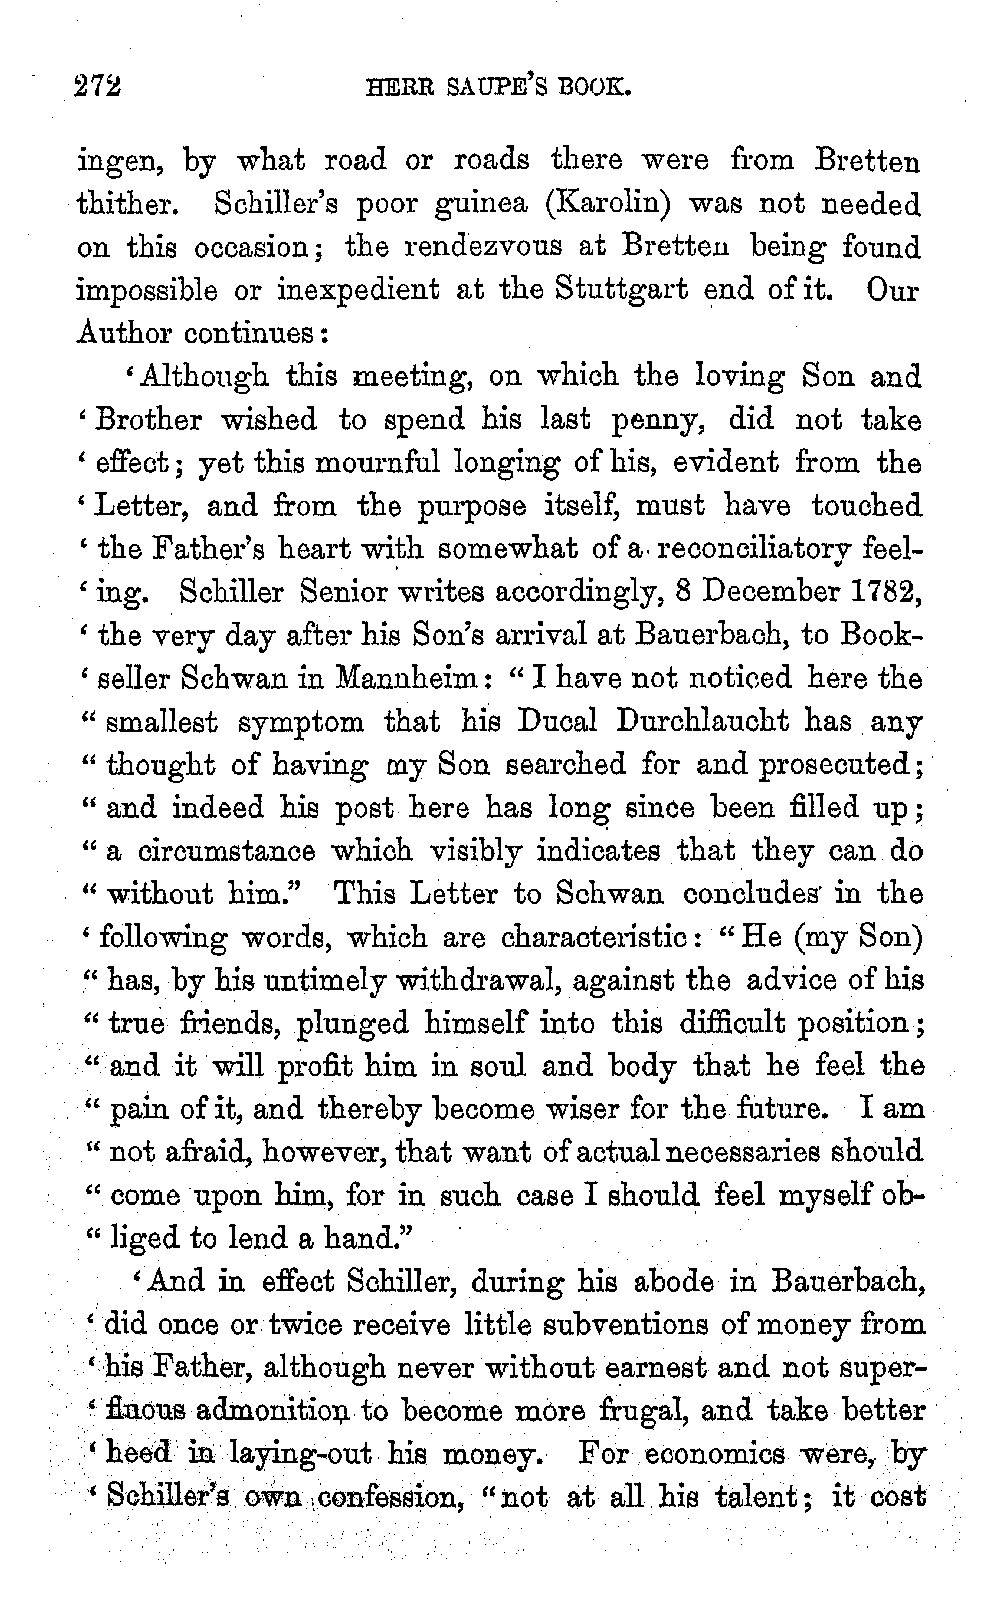 272 HERR SAUPE'S BOOK.
ingen, by what road or roads there were from Bretten
thither. Schiller's poor guinea (Karolin) was not needed
on this occasion; the rendezvous at Bretten being found
impossible or inexpedient at the Stuttgart end of it. Our
Author continues:
'Although this meeting, on which the loving Son and
'Brother wished to spend his last penny, did not take
'effect; yet this mournful longing of his, evident from the
'Letter, and from the purpose itself, must have touched
'the Father's heart with somewhat of a reconciliatory feel-
'ing. Schiller Senior writes accordingly, 8 December 1782,
'the very day after his Son's arrival at Bauerbach, to Book-
'seller Schwan in Mannheim: "I have not noticed here the
"smallest symptom that his Ducal Durchlaucht has any
"thought of having my Son searched for and prosecuted;
"and indeed his post here has long since been filled up;
"a circumstance which visibly indicates that they can do
"without him." This Letter to Schwan concludes in the
'following words, which are characteristic: "He (my Son)
"has, by his untimely withdrawal, against the advice of his
"true friends, plunged himself into this difficult position;
"and it will profit him in soul and body that he feel the
"pain of it, and thereby become wiser for the future. I am
"not afraid, however, that want of actual necessaries should
"come upon him, for in such case I should feel myself ob-
"liged to lend a hand."
'And in effect Schiller, during his abode in Bauerbach,
'did once or twice receive little subventions of money from
'his Father, although never without earnest and not super-
'fluous admonition to become more frugal, and take better
'heed in laying-out his money. For economics were, by
'Schiller's own confession, "not at all his talent; it cost